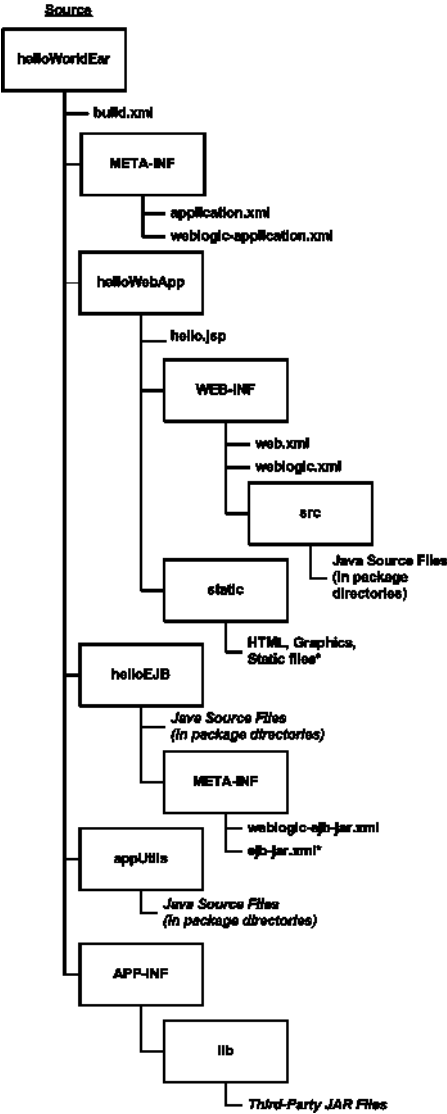 Source
helloWorldEar
build.xml
META-INF
application.xml
weblogic-application.xml
helloWebApp
hello.jsp
WEB-INF
web.xml
weblogic.xml
src
Java Source Files
(in package
directories)
static
HTML, Graphics,
Static files*
helloEJB
Java Source Files
(in package directories)
META-INF
weblogic-ejb-jar.xml
ejb-jar.xml*
appUtils
Java Source Files
(in package directories)
APP-INF
lib
Third-Party JAR Files